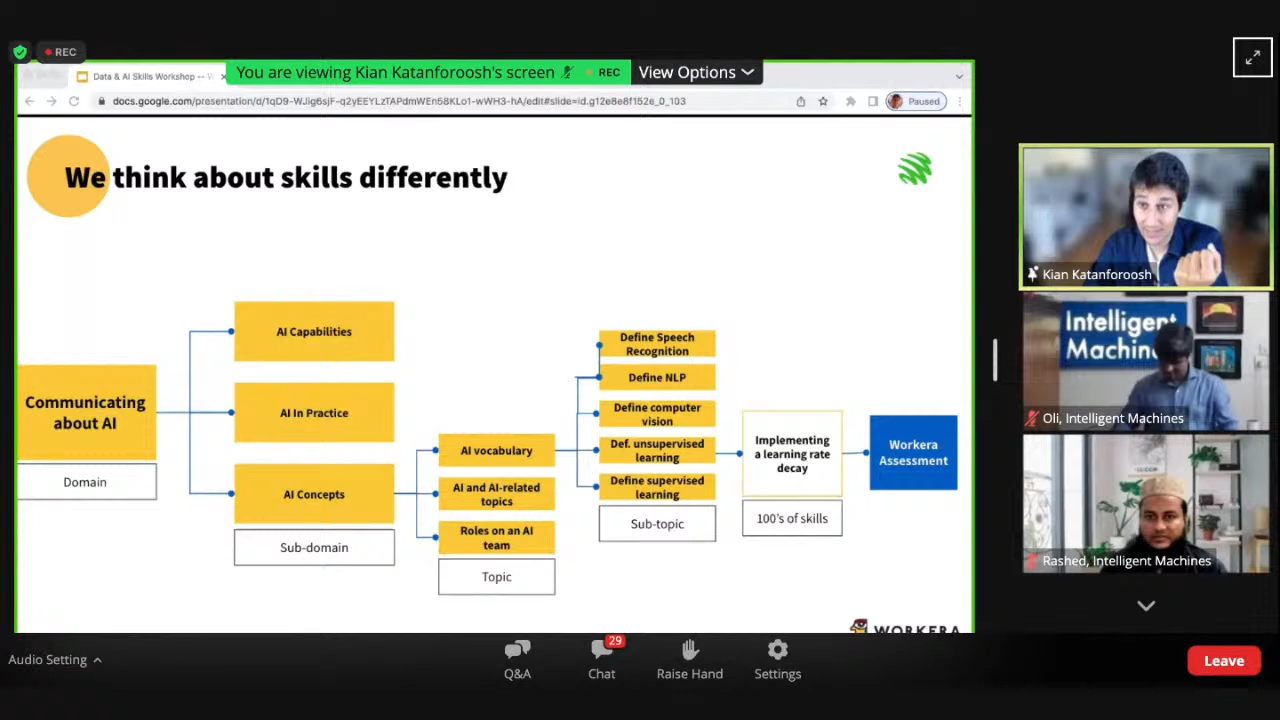 REC
Data & AI Skills Workshop -- W
You are viewing Kian Katanforoosh's screen
REC
View Options
docs.google.com/presentation/d/1qD9-WJig6sjF-q2yEEYLzTAPdmWEn58KLo1-wWH3-hA/edit#slide=id.g12e8e8f152e_0_103
Paused
We think about skills differently
Communicating
about AI
Domain
AI Capabilities
AI In Practice
AI Concepts
Sub-domain
AI vocabulary
AI and AI-related
topics
Roles on an AI
team
Topic
Define Speech
Recognition
Define NLP
Define computer
vision
Def. unsupervised
learning
Define supervised
learning
Sub-topic
Implementing
a learning rate
decay
100's of skills
Workera
Assessment
WORKERA
Kian Katanforoosh
Intelligent
Machine
Oli, Intelligent Machines
Rashed, Intelligent Machines
Audio Setting
Q&A
29
Chat
Raise Hand
Settings
Leave